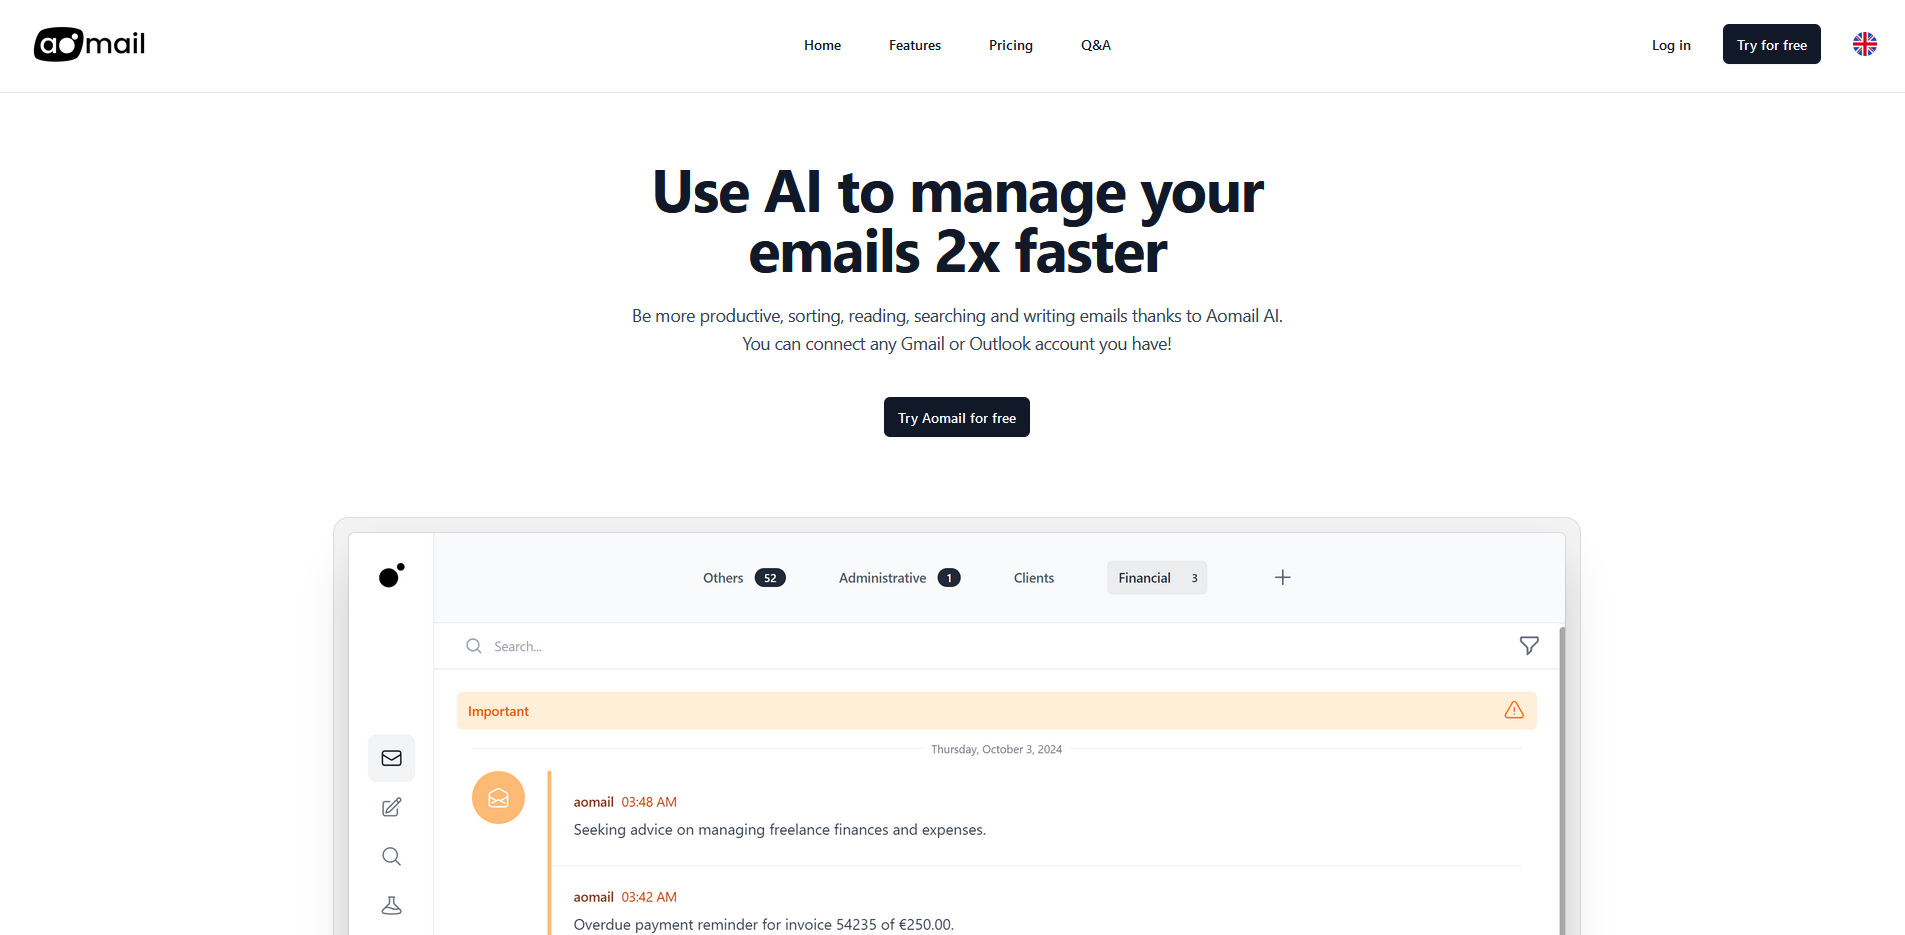 aomail
Home Features Pricing Q&A
Log in Try for free
Use AI to manage your
emails 2x faster
Be more productive, sorting, reading, searching and writing emails thanks to Aomail AI.
You can connect any Gmail or Outlook account you have!
Try Aomail for free
Others 52 Administrative 1 Clients Financial 3
Search...
Important
Thursday, October 3, 2024
aomail 03:48 AM
Seeking advice on managing freelance finances and expenses.
aomail 03:42 AM
Overdue payment reminder for invoice 54235 of €250.00.